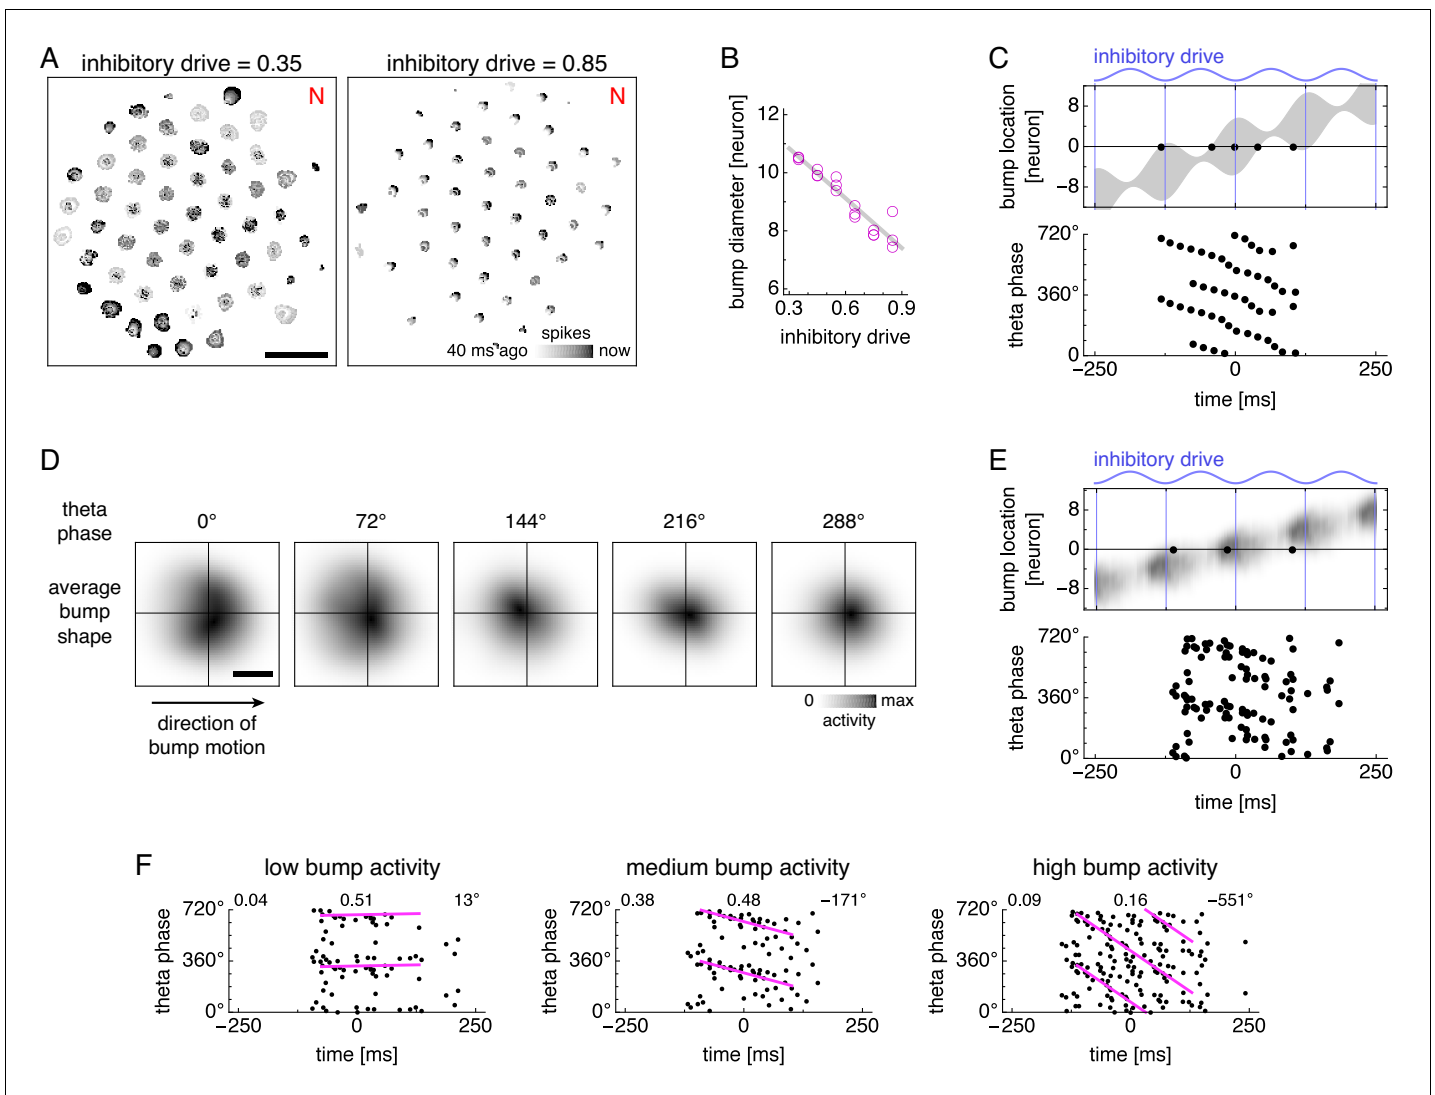 A
inhibitory drive = 0.35
inhibitory drive = 0.85
N
N
spikes
40 ms ago
now
B
bump diameter [neuron]
12
10
8
6
0.3
0.6
0.9
inhibitory drive
C
inhibitory drive
bump location
[neuron]
8
0
−8
theta phase
720°
360°
0
−250
0
250
time [ms]
D
theta
phase
0°
72°
144°
216°
288°
average
bump
shape
direction of
bump motion
0
max
activity
E
inhibitory drive
bump location
[neuron]
8
0
−8
theta phase
720°
360°
0°
−250
0
250
time [ms]
F
low bump activity
0.04
0.51
13°
theta phase
720°
360°
0°
−250
0
250
time [ms]
medium bump activity
0.38
0.48
−171°
theta phase
720°
360°
0°
−250
0
250
time [ms]
high bump activity
0.09
0.16
−551°
theta phase
720°
360°
0°
−250
0
250
time [ms]